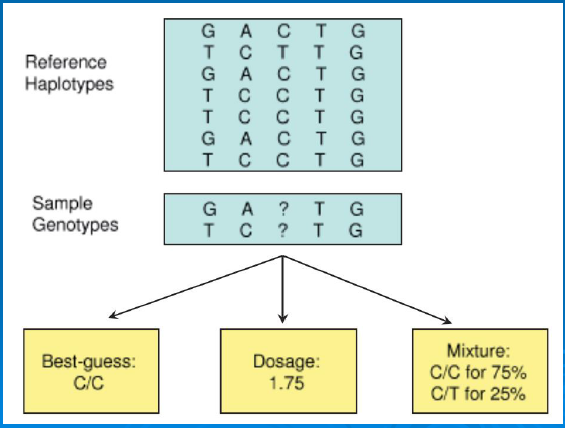 Reference
Haplotypes
G A C T G
T C T T G
G A C T G
T C C T G
T C C T G
G A C T G
T C C T G
Sample
Genotypes
G A ? T G
T C ? T G
Best-guess:
C/C
Dosage:
1.75
Mixture:
C/C for 75%
C/T for 25%